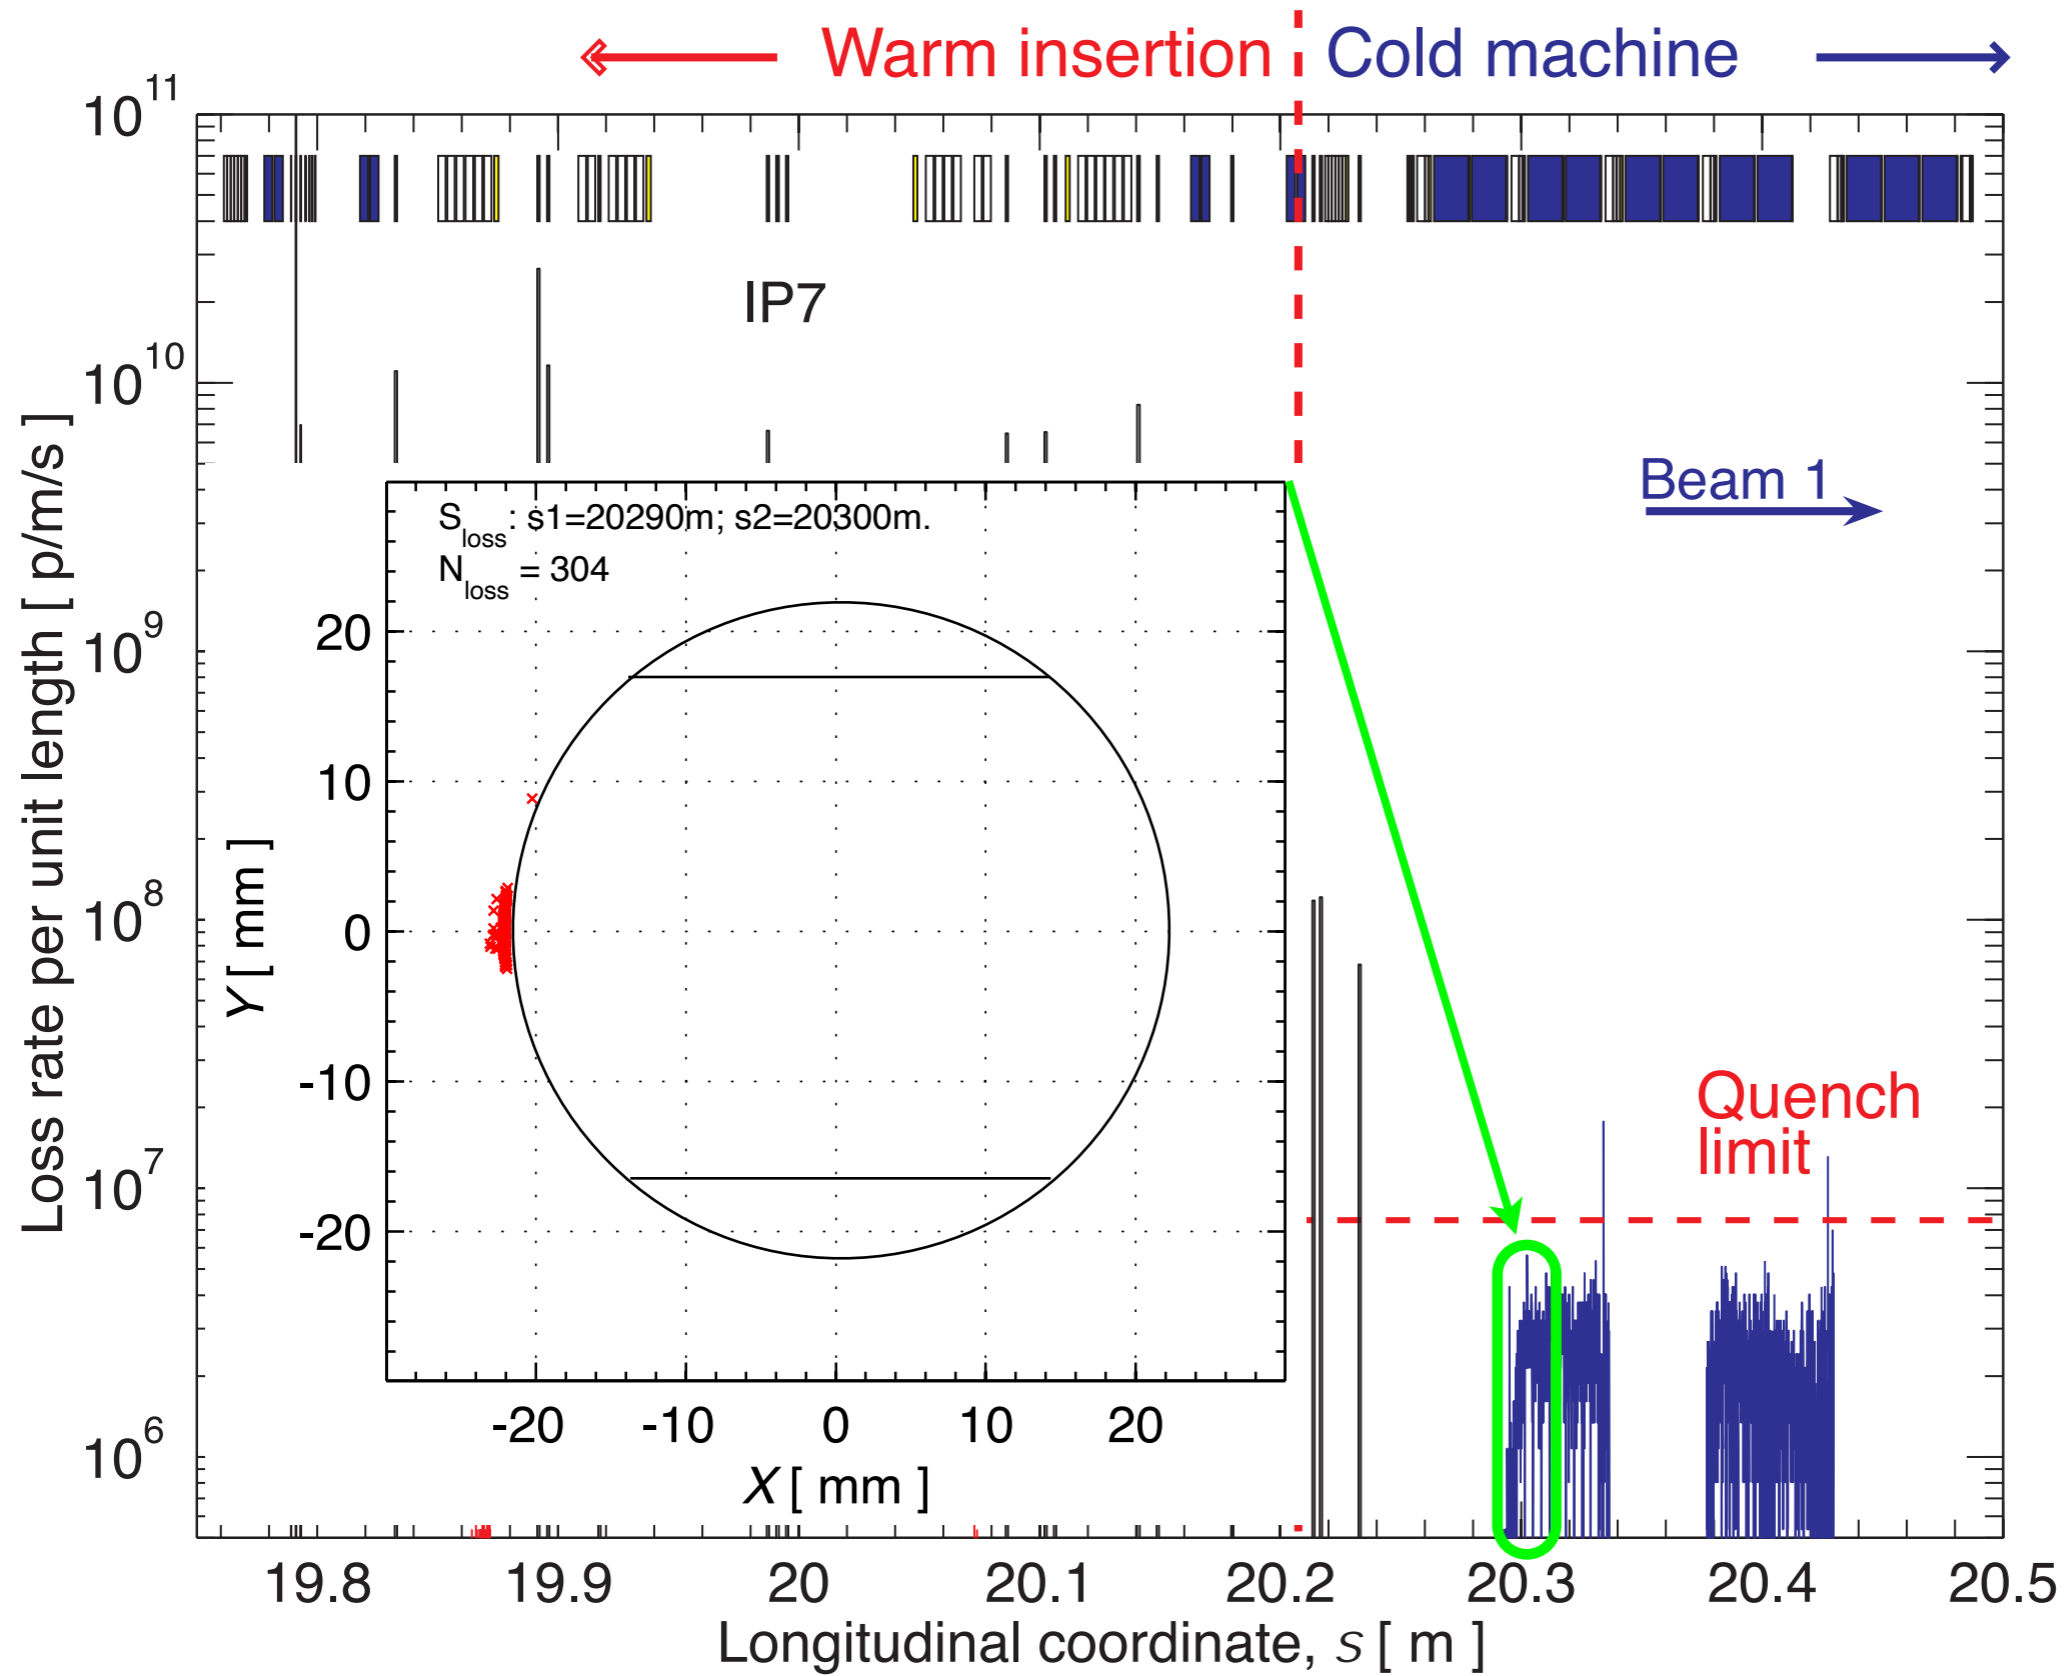 Warm insertion Cold machine
10^11
10^10
10^9
10^8
10^7
10^6
Loss rate per unit length [ p/m/s ]
IP7
Beam 1
S_loss : s1=20290m; s2=20300m.
N_loss = 304
20
10
0
-10
-20
Y [ mm ]
-20 -10 0 10 20
X [ mm ]
Quench
limit
19.8 19.9 20 20.1 20.2 20.3 20.4 20.5
Longitudinal coordinate, s [ m ]